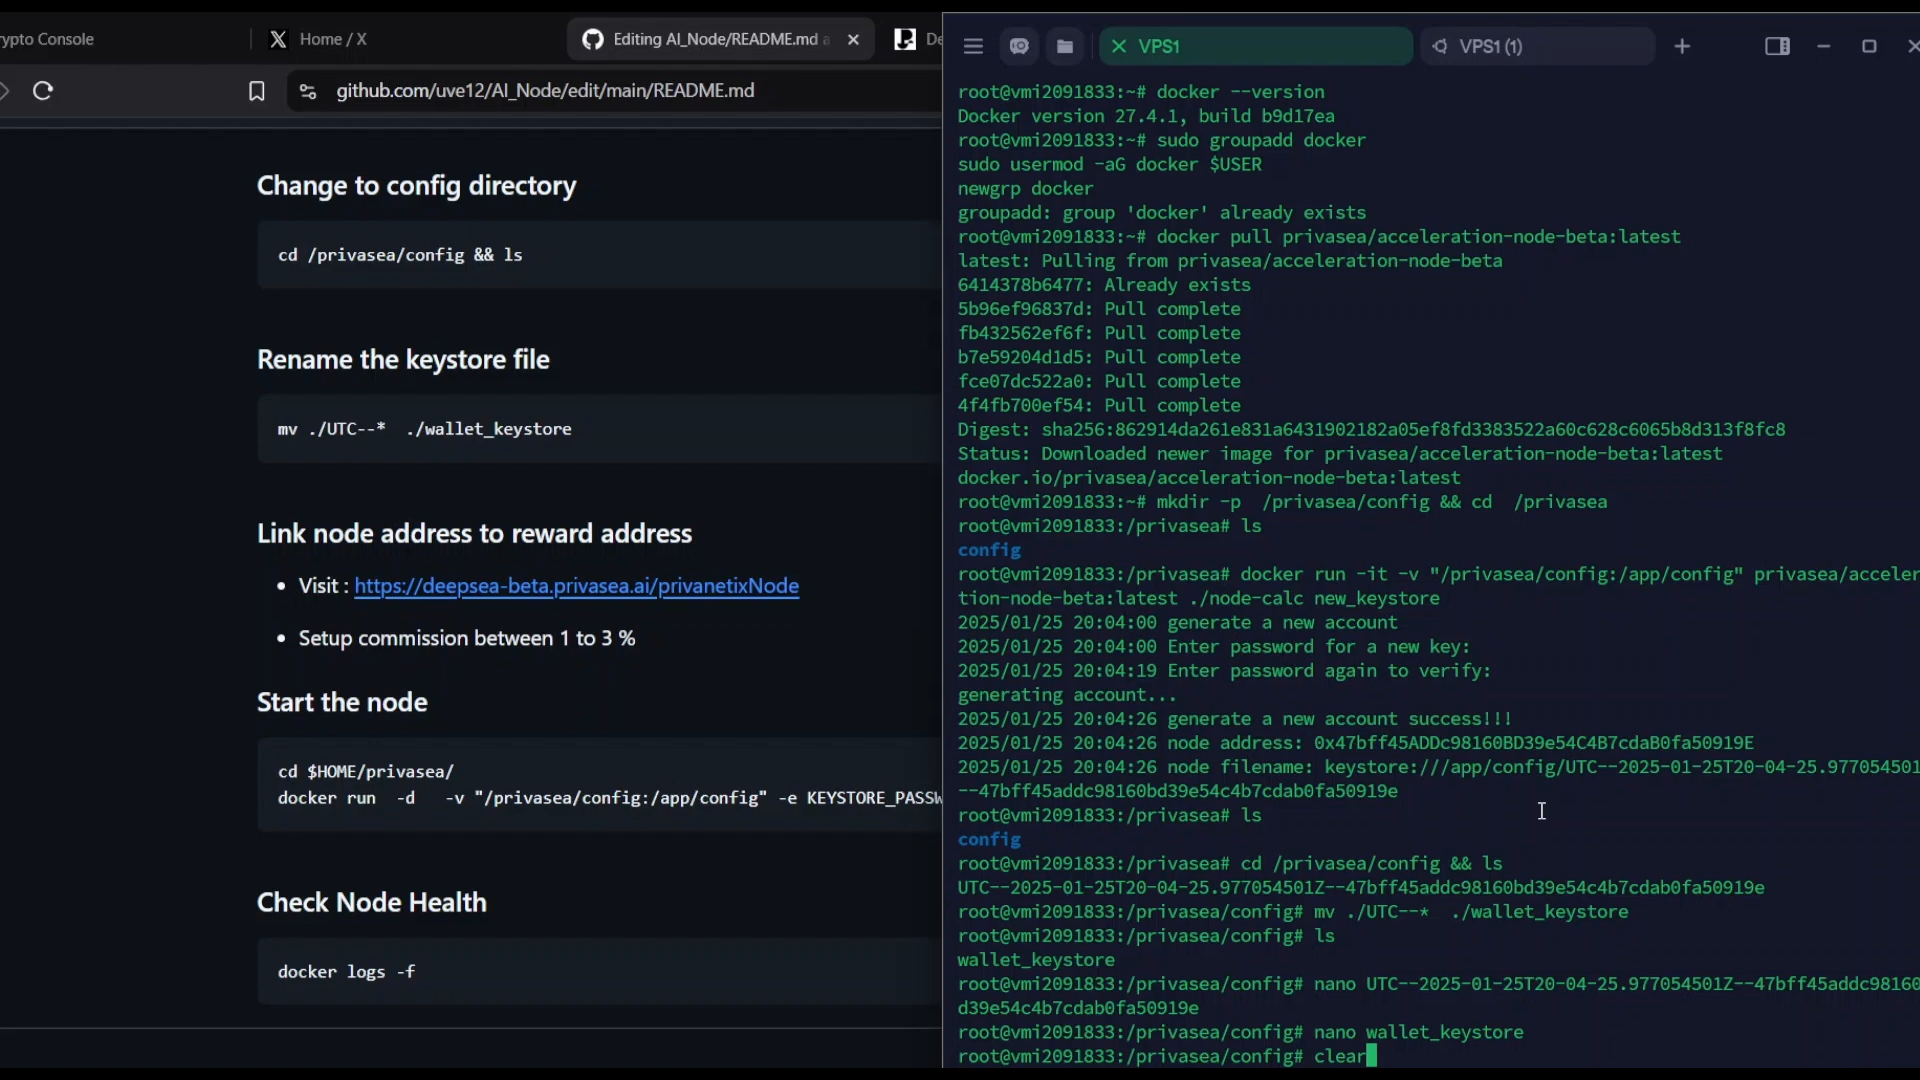 ypto Console
Home / X
Editing AI_Node/README.md a
De
github.com/uve12/AI_Node/edit/main/README.md
Change to config directory
cd /privasea/config && ls
Rename the keystore file
mv ./UTC--*  ./wallet_keystore
Link node address to reward address
• Visit : https://deepsea-beta.privasea.ai/privanetixNode
• Setup commission between 1 to 3 %
Start the node
cd $HOME/privasea/
docker run  -d   -v "/privasea/config:/app/config" -e KEYSTORE_PASSW
Check Node Health
docker logs -f
VPS1
VPS1 (1)
root@vmi2091833:~# docker --version
Docker version 27.4.1, build b9d17ea
root@vmi2091833:~# sudo groupadd docker
sudo usermod -aG docker $USER
newgrp docker
groupadd: group 'docker' already exists
root@vmi2091833:~# docker pull privasea/acceleration-node-beta:latest
latest: Pulling from privasea/acceleration-node-beta
6414378b6477: Already exists
5b96ef96837d: Pull complete
fb432562ef6f: Pull complete
b7e59204d1d5: Pull complete
fce07dc522a0: Pull complete
4f4fb700ef54: Pull complete
Digest: sha256:862914da261e831a6431902182a05ef8fd3383522a60c628c6065b8d313f8fc8
Status: Downloaded newer image for privasea/acceleration-node-beta:latest
docker.io/privasea/acceleration-node-beta:latest
root@vmi2091833:~# mkdir -p  /privasea/config && cd  /privasea
root@vmi2091833:/privasea# ls
config
root@vmi2091833:/privasea# docker run -it -v "/privasea/config:/app/config" privasea/acceler
tion-node-beta:latest ./node-calc new_keystore
2025/01/25 20:04:00 generate a new account
2025/01/25 20:04:00 Enter password for a new key:
2025/01/25 20:04:19 Enter password again to verify:
generating account...
2025/01/25 20:04:26 generate a new account success!!!
2025/01/25 20:04:26 node address: 0x47bff45ADDc98160BD39e54C4B7cdaB0fa50919E
2025/01/25 20:04:26 node filename: keystore:///app/config/UTC--2025-01-25T20-04-25.977054501
--47bff45addc98160bd39e54c4b7cdab0fa50919e
root@vmi2091833:/privasea# ls
config
root@vmi2091833:/privasea# cd /privasea/config && ls
UTC--2025-01-25T20-04-25.977054501Z--47bff45addc98160bd39e54c4b7cdab0fa50919e
root@vmi2091833:/privasea/config# mv ./UTC--*  ./wallet_keystore
root@vmi2091833:/privasea/config# ls
wallet_keystore
root@vmi2091833:/privasea/config# nano UTC--2025-01-25T20-04-25.977054501Z--47bff45addc98160
d39e54c4b7cdab0fa50919e
root@vmi2091833:/privasea/config# nano wallet_keystore
root@vmi2091833:/privasea/config# clear